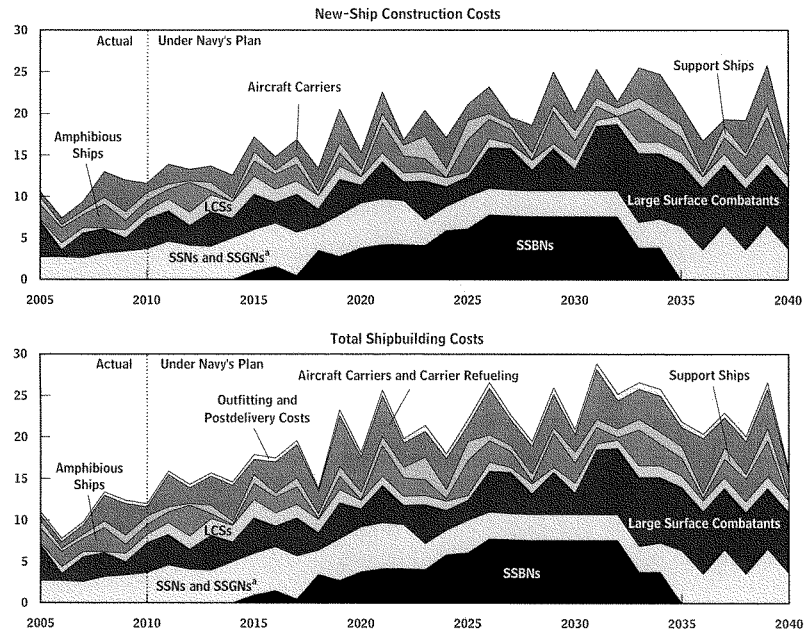 New-Ship Construction Costs
30
Actual
Under Navy's Plan
25
Aircraft Carriers
Support Ships
20
Amphibious
Ships
15
10
LCSs
Large Surface Combatants
5
SSNs and SSGNsᵃ
SSBNs
0
2005 2010 2015 2020 2025 2030 2035 2040
Total Shipbuilding Costs
30
Actual
Under Navy's Plan
Aircraft Carriers and Carrier Refueling
Support Ships
25
Outfitting and
Postdelivery Costs
20
Amphibious
Ships
15
10
LCSs
Large Surface Combatants
5
SSNs and SSGNsᵃ
SSBNs
0
2005 2010 2015 2020 2025 2030 2035 2040